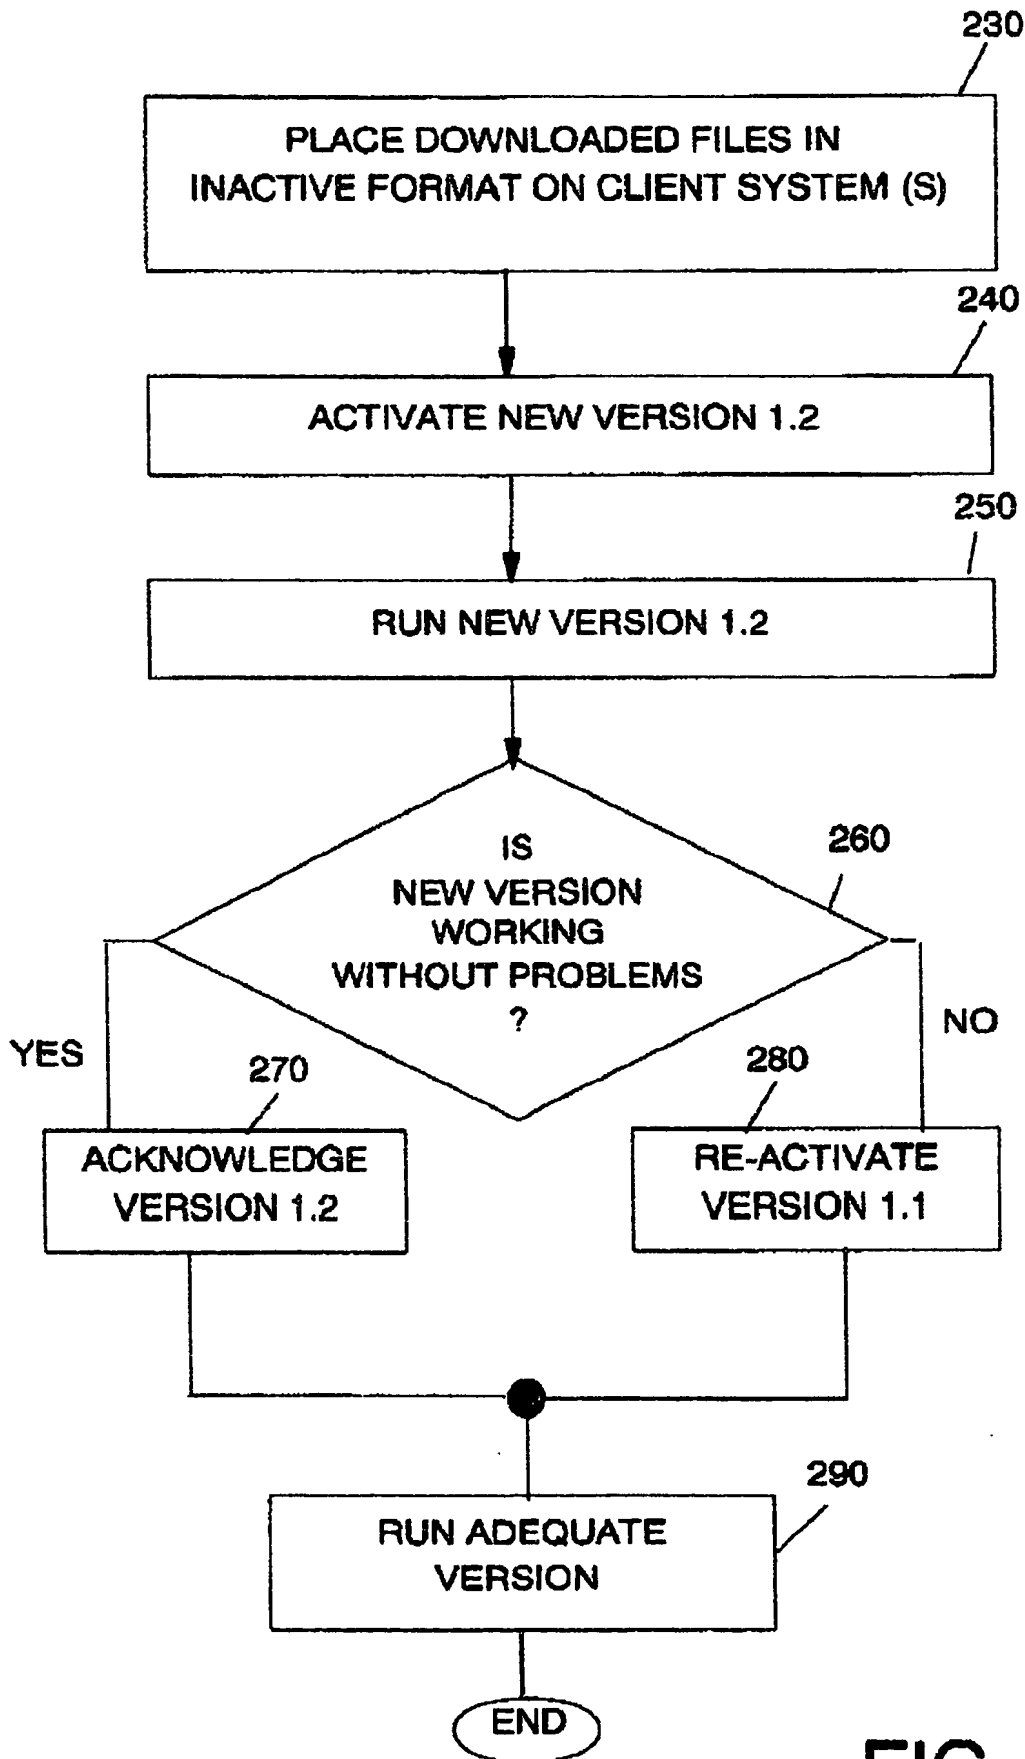 230
PLACE DOWNLOADED FILES IN
INACTIVE FORMAT ON CLIENT SYSTEM (S)
240
ACTIVATE NEW VERSION 1.2
250
RUN NEW VERSION 1.2
260
IS
NEW VERSION
WORKING
WITHOUT PROBLEMS
?
YES
NO
270
ACKNOWLEDGE
VERSION 1.2
280
RE-ACTIVATE
VERSION 1.1
290
RUN ADEQUATE
VERSION
END
FIG